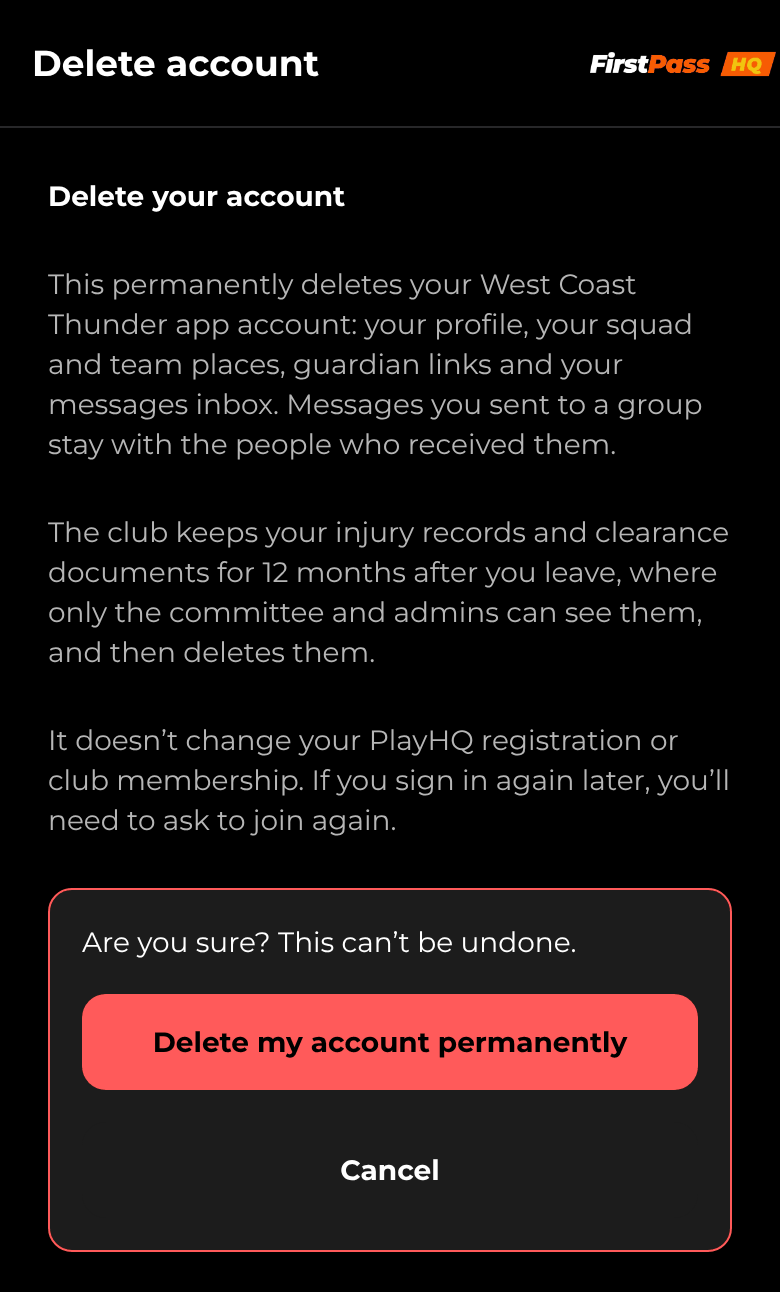 Delete account
FirstPass HQ
Delete your account
This permanently deletes your West Coast
Thunder app account: your profile, your squad
and team places, guardian links and your
messages inbox. Messages you sent to a group
stay with the people who received them.
The club keeps your injury records and clearance
documents for 12 months after you leave, where
only the committee and admins can see them,
and then deletes them.
It doesn’t change your PlayHQ registration or
club membership. If you sign in again later, you’ll
need to ask to join again.
Are you sure? This can’t be undone.
Delete my account permanently
Cancel